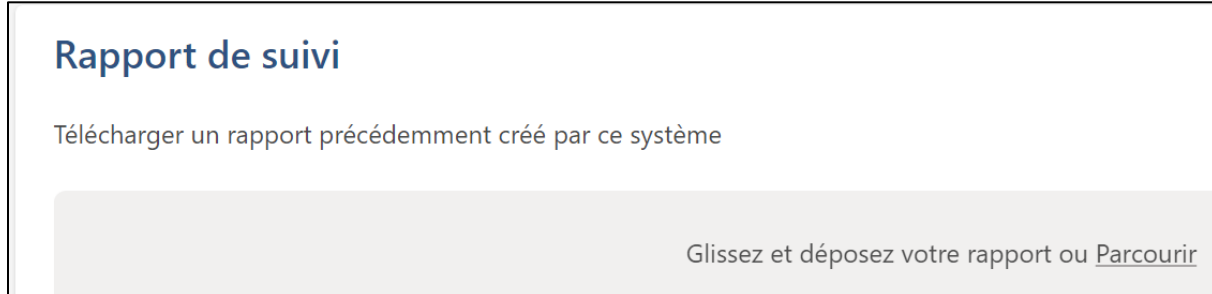 Rapport de suivi
Télécharger un rapport précédemment créé par ce système
Glissez et déposez votre rapport ou Parcourir